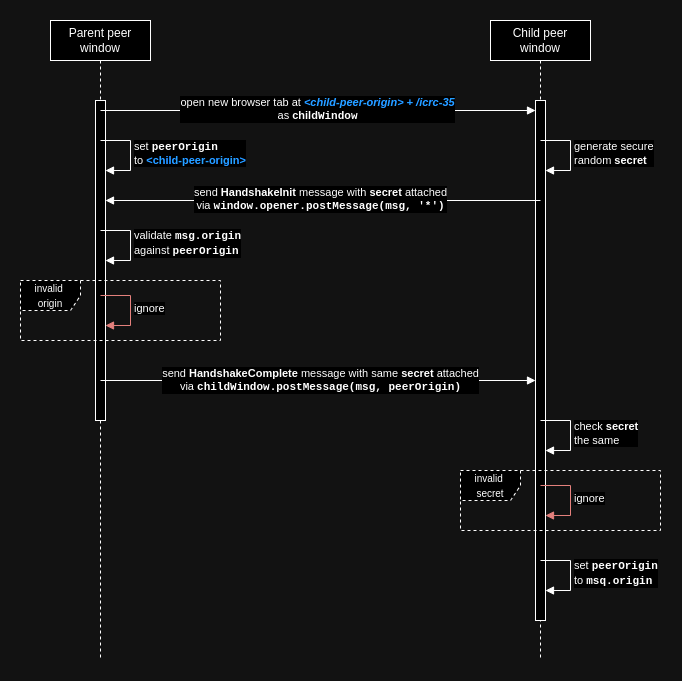 Parent peer
window
Child peer
window
open new browser tab at <child-peer-origin> + /icrc-35
as childWindow
set peerOrigin
to <child-peer-origin>
generate secure
random secret
send HandshakeInit message with secret attached
via window.opener.postMessage(msg, '*')
validate msg.origin
against peerOrigin
invalid
origin
ignore
send HandshakeComplete message with same secret attached
via childWindow.postMessage(msg, peerOrigin)
check secret
the same
invalid
secret
ignore
set peerOrigin
to msq.origin